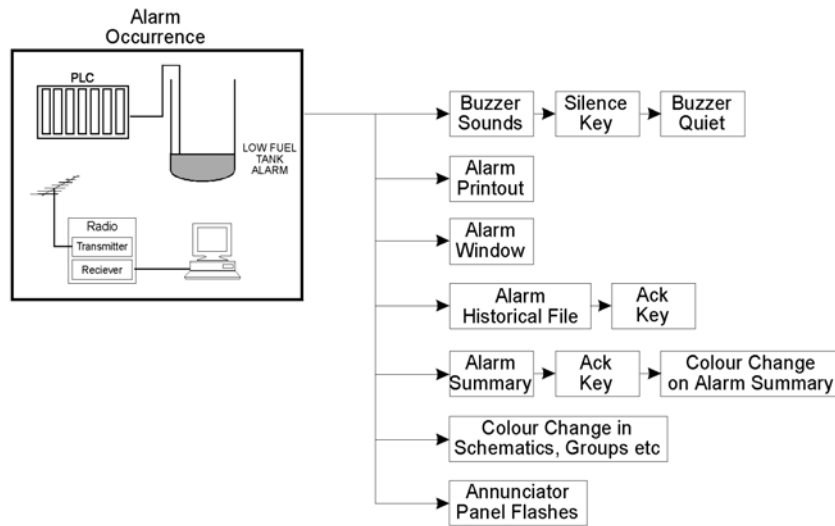 Alarm
Occurrence
PLC
LOW FUEL
TANK
ALARM
Radio
Transmitter
Reciever
Buzzer
Sounds
Silence
Key
Buzzer
Quiet
Alarm
Printout
Alarm
Window
Alarm
Historical File
Ack
Key
Alarm
Summary
Ack
Key
Colour Change
on Alarm Summary
Colour Change in
Schematics, Groups etc
Annunciator
Panel Flashes